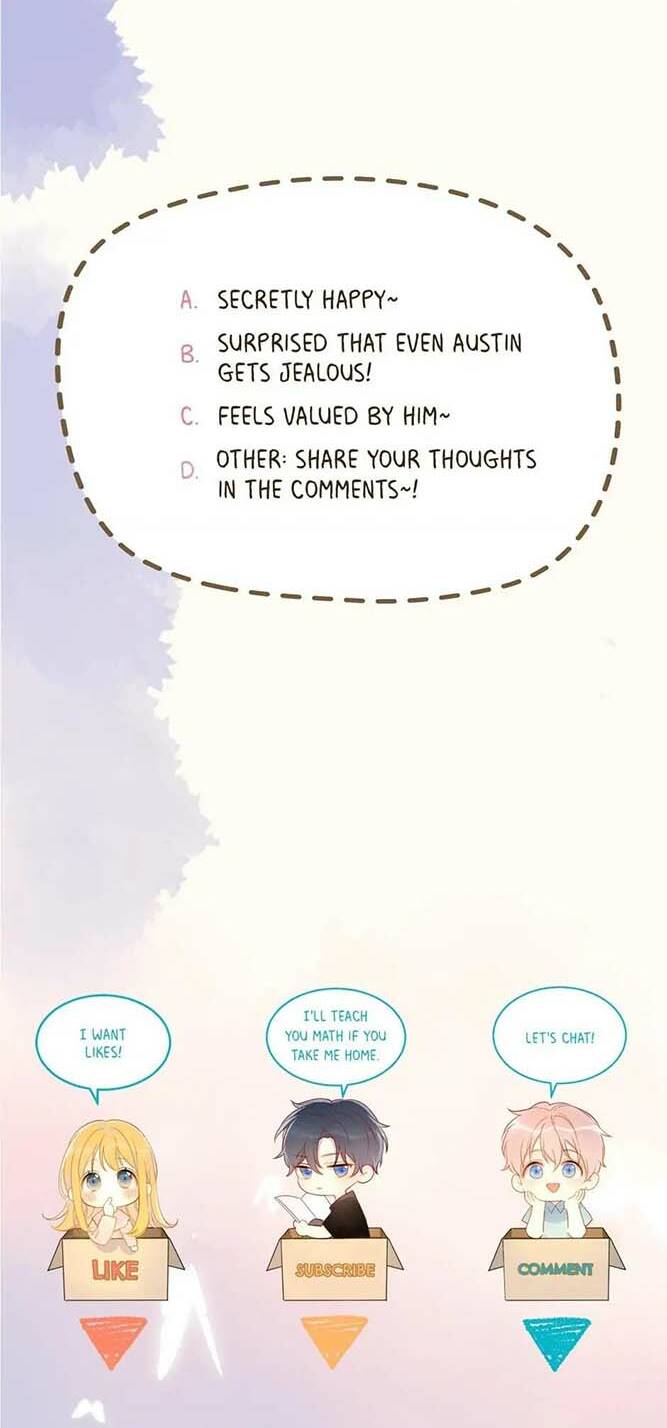 A. SECRETLY HAPPY~
B. SURPRISED THAT EVEN AUSTIN
GETS JEALOUS!
C. FEELS VALUED BY HIM~
D. OTHER: SHARE YOUR THOUGHTS
IN THE COMMENTS~!
I WANT
LIKES!
I'LL TEACH
YOU MATH IF YOU
TAKE ME HOME.
LET'S CHAT!
LIKE
SUBSCRIBE
COMMENT